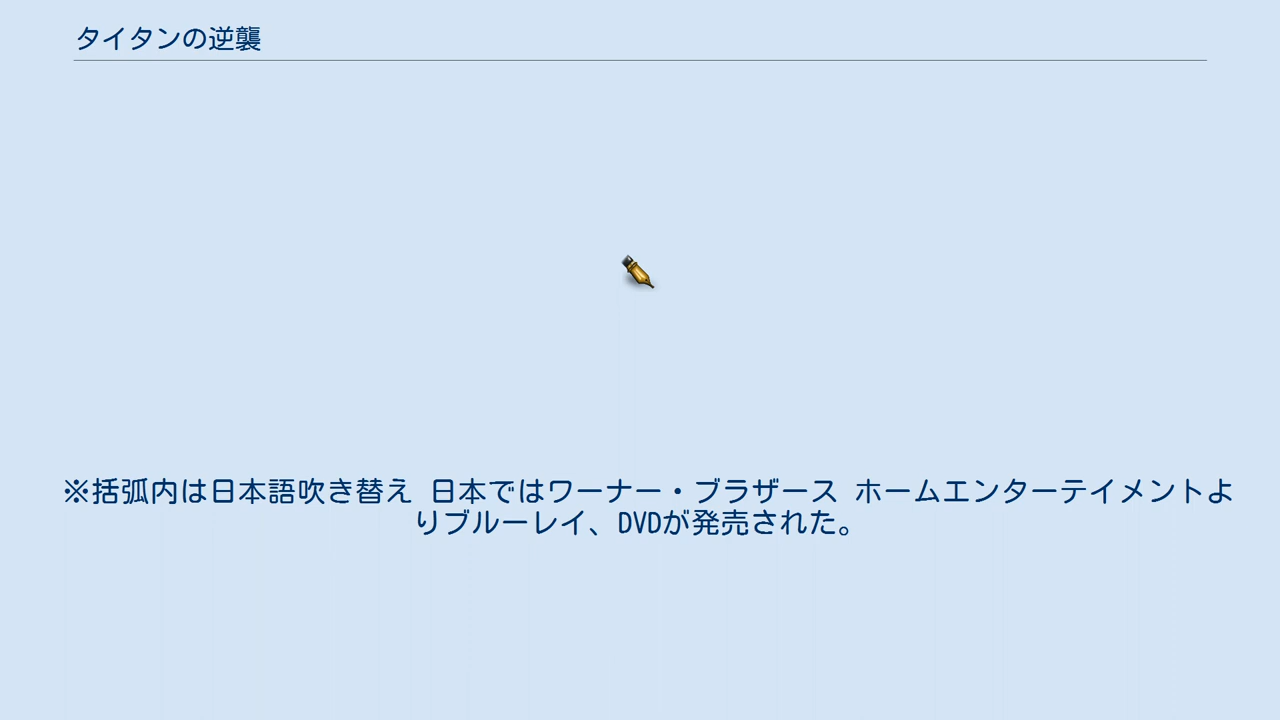 タイタンの逆襲
※括弧内は日本語吹き替え 日本ではワーナー・ブラザース ホームエンターテイメントよ
りブルーレイ、DVDが発売された。